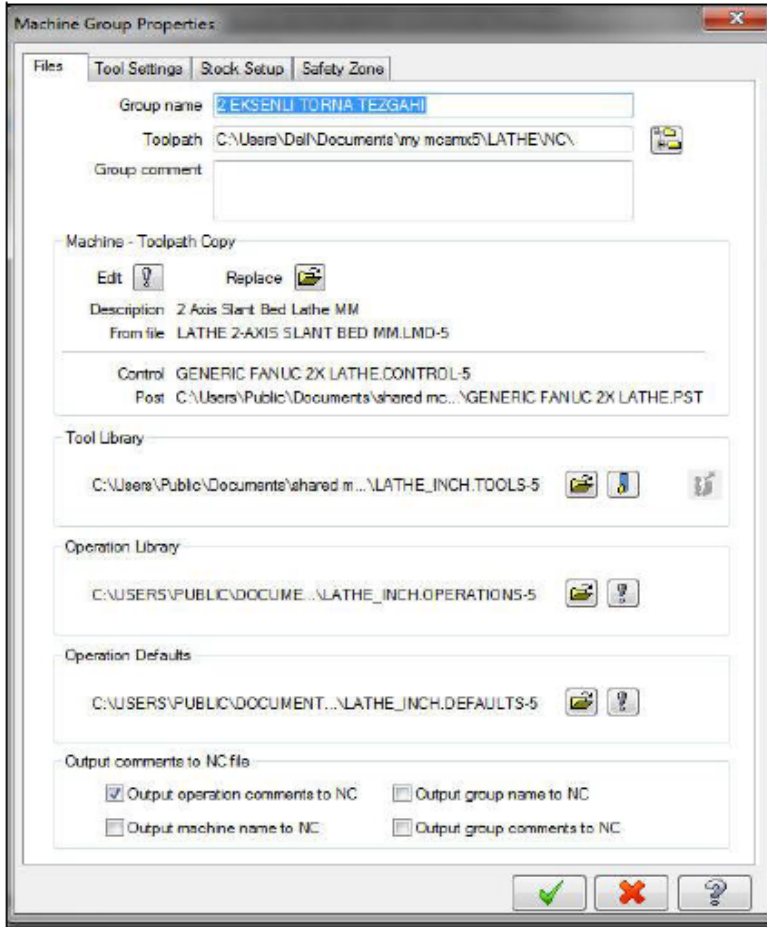 Machine Group Properties
Files Tool Settings Stock Setup Safety Zone
Group name 2 EKSENLI TORNA TEZGAHI
Toolpath C:\Users\Dell\Documents\my mcamx5\LATHE\NC\
Group comment
Machine - Toolpath Copy
Edit Replace
Description 2 Axis Slant Bed Lathe MM
From file LATHE 2-AXIS SLANT BED MM.LMD-5
Control GENERIC FANUC 2X LATHE.CONTROL-5
Post C:\Users\Public\Documents\shared mc...\GENERIC FANUC 2X LATHE.PST
Tool Library
C:\Users\Public\Documents\shared m...\LATHE_INCH.TOOLS-5
Operation Library
C:\USERS\PUBLIC\DOCUME...\LATHE_INCH.OPERATIONS-5
Operation Defaults
C:\USERS\PUBLIC\DOCUMENT...\LATHE_INCH.DEFAULTS-5
Output comments to NC file
Output operation comments to NC Output group name to NC
Output machine name to NC Output group comments to NC